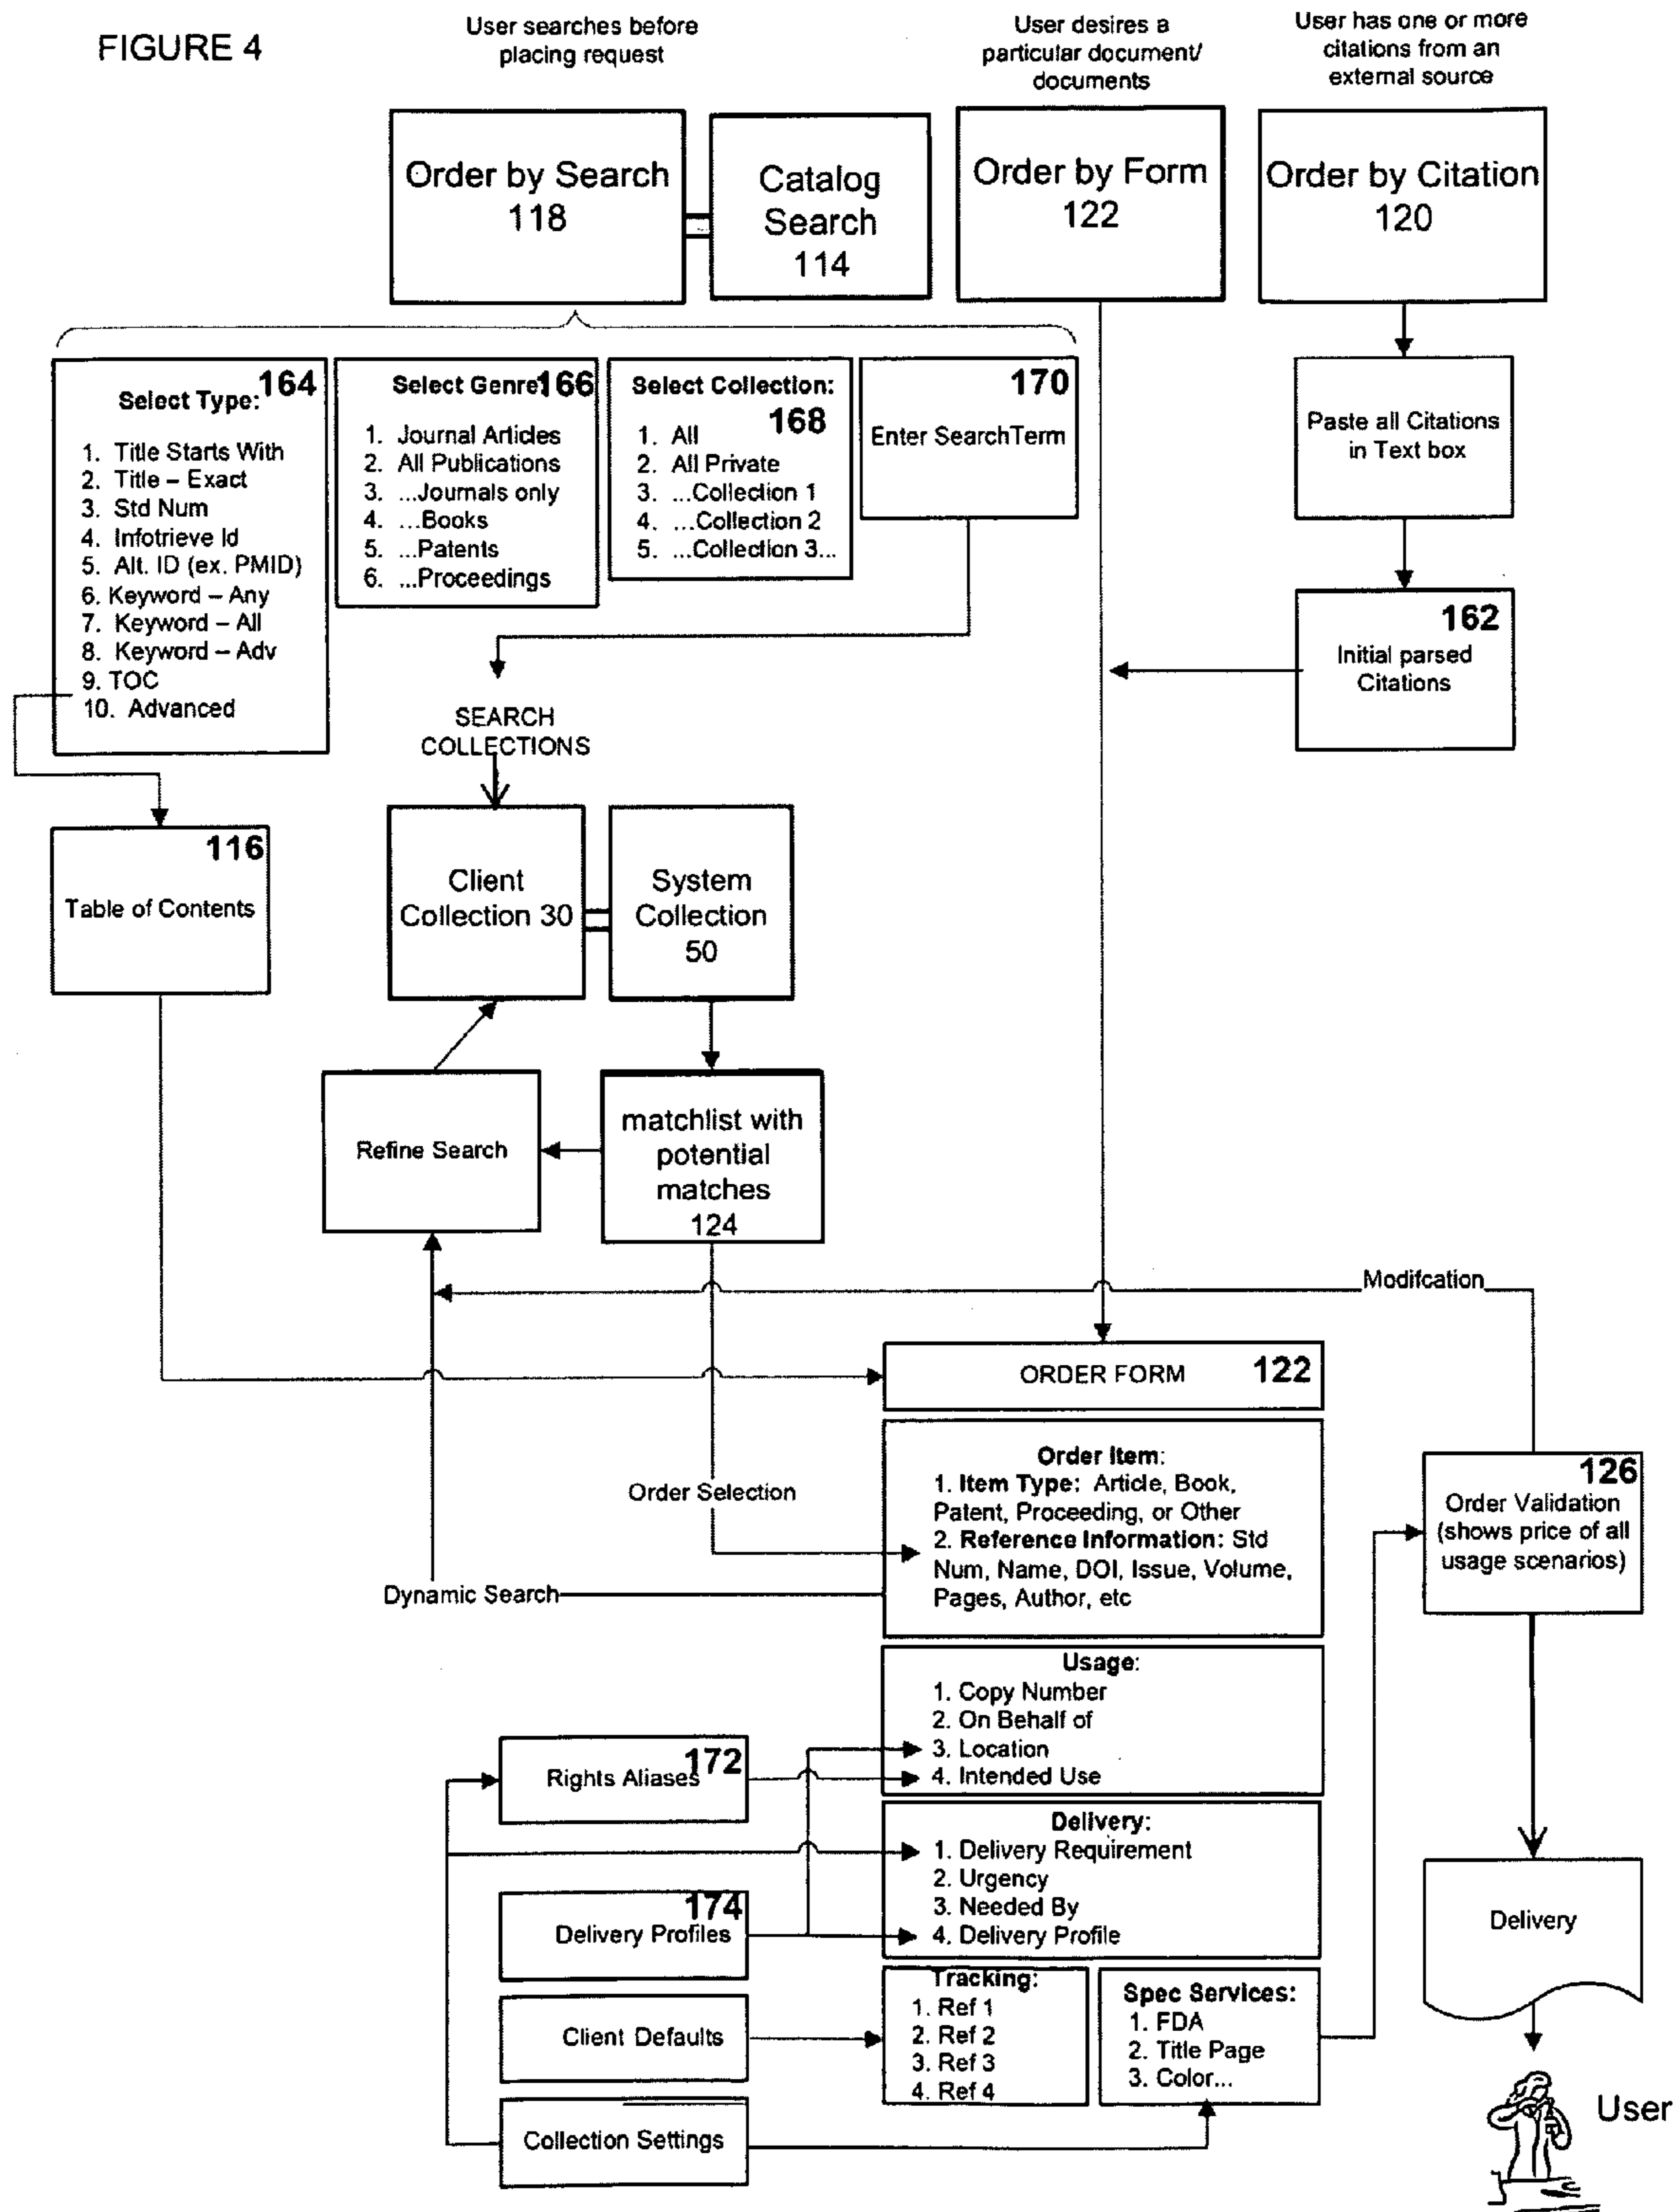 FIGURE 4
User searches before
placing request
User desires a
particular document/
documents
User has one or more
citations from an
external source
Order by Search
118
Catalog
Search
114
Order by Form
122
Order by Citation
120
164
Select Type:
1. Title Starts With
2. Title – Exact
3. Std Num
4. Infotrieve Id
5. Alt. ID (ex. PMID)
6. Keyword – Any
7. Keyword – All
8. Keyword – Adv
9. TOC
10. Advanced
Select Genre 166
1. Journal Articles
2. All Publications
3. ...Journals only
4. ...Books
5. ...Patents
6. ...Proceedings
Select Collection:
168
1. All
2. All Private
3. ...Collection 1
4. ...Collection 2
5. ...Collection 3...
170
Enter SearchTerm
Paste all Citations
in Text box
162
Initial parsed
Citations
SEARCH
COLLECTIONS
116
Table of Contents
Client
Collection 30
System
Collection
50
Refine Search
matchlist with
potential
matches
124
Modifcation
ORDER FORM 122
Order Item:
1. Item Type: Article, Book,
Patent, Proceeding, or Other
2. Reference Information: Std
Num, Name, DOI, Issue, Volume,
Pages, Author, etc
Order Selection
Dynamic Search
126
Order Validation
(shows price of all
usage scenarios)
Usage:
1. Copy Number
2. On Behalf of
3. Location
4. Intended Use
172
Rights Aliases
Delivery:
1. Delivery Requirement
2. Urgency
3. Needed By
4. Delivery Profile
174
Delivery Profiles
Delivery
Tracking:
1. Ref 1
2. Ref 2
3. Ref 3
4. Ref 4
Spec Services:
1. FDA
2. Title Page
3. Color...
Client Defaults
Collection Settings
User